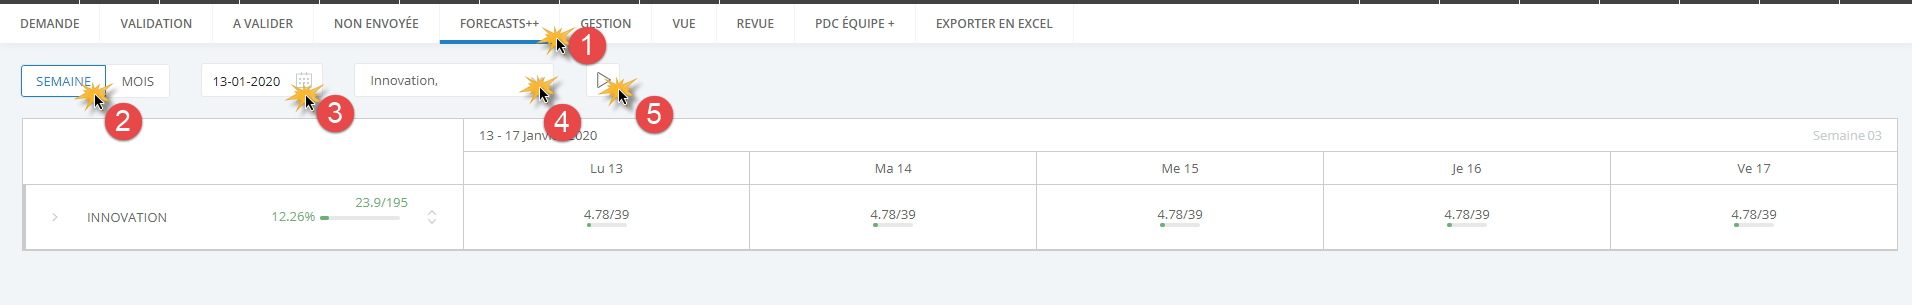 DEMANDE VALIDATION A VALIDER NON ENVOYÉE FORECASTS++ GESTION VUE REVUE PDC ÉQUIPE + EXPORTER EN EXCEL
1
SEMAINE MOIS 13-01-2020 Innovation,
2 3 4 5
13 - 17 Janvier 2020 Semaine 03
Lu 13 Ma 14 Me 15 Je 16 Ve 17
INNOVATION 12.26% 23.9/195 4.78/39 4.78/39 4.78/39 4.78/39 4.78/39